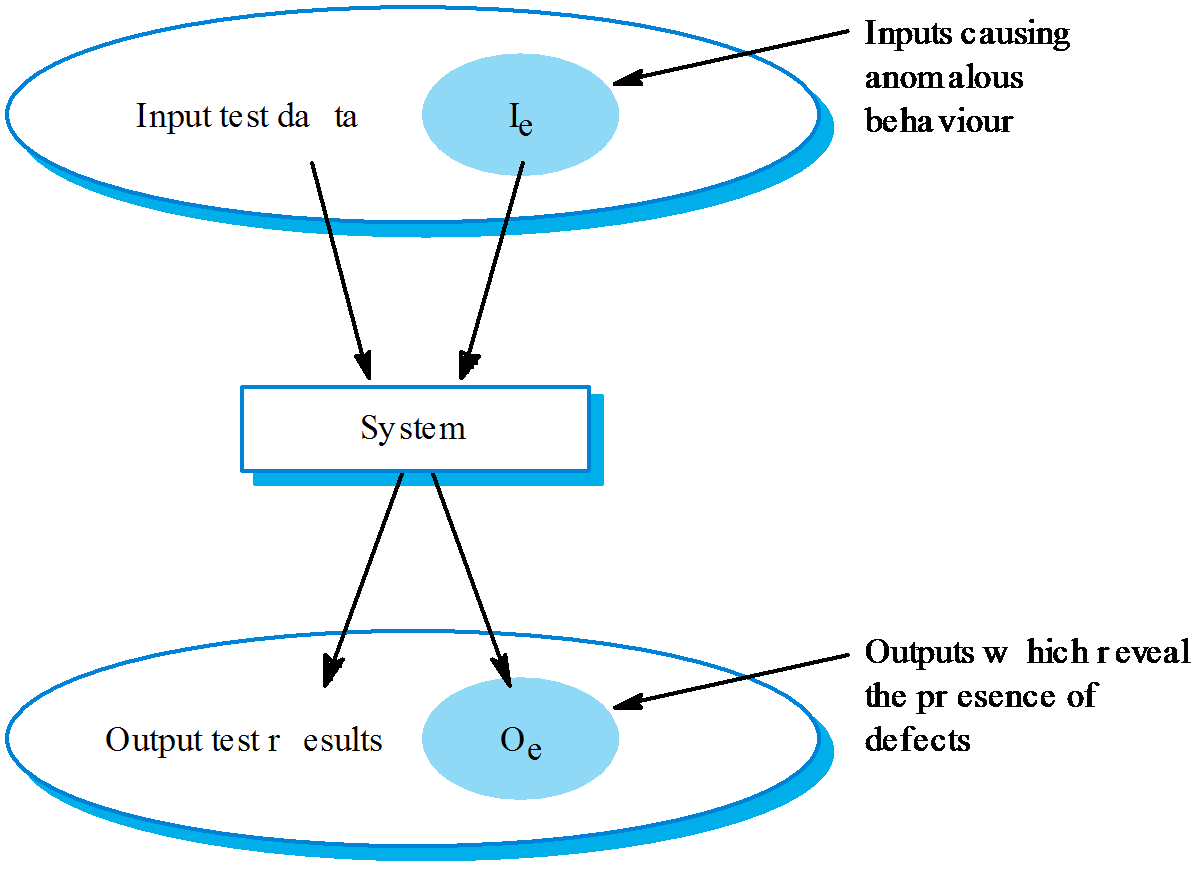 Inputs causing
anomalous
behaviour
Input test da ta
Ie
System
Outputs w hich r eveal
the pr esence of
defects
Output test r esults
Oe